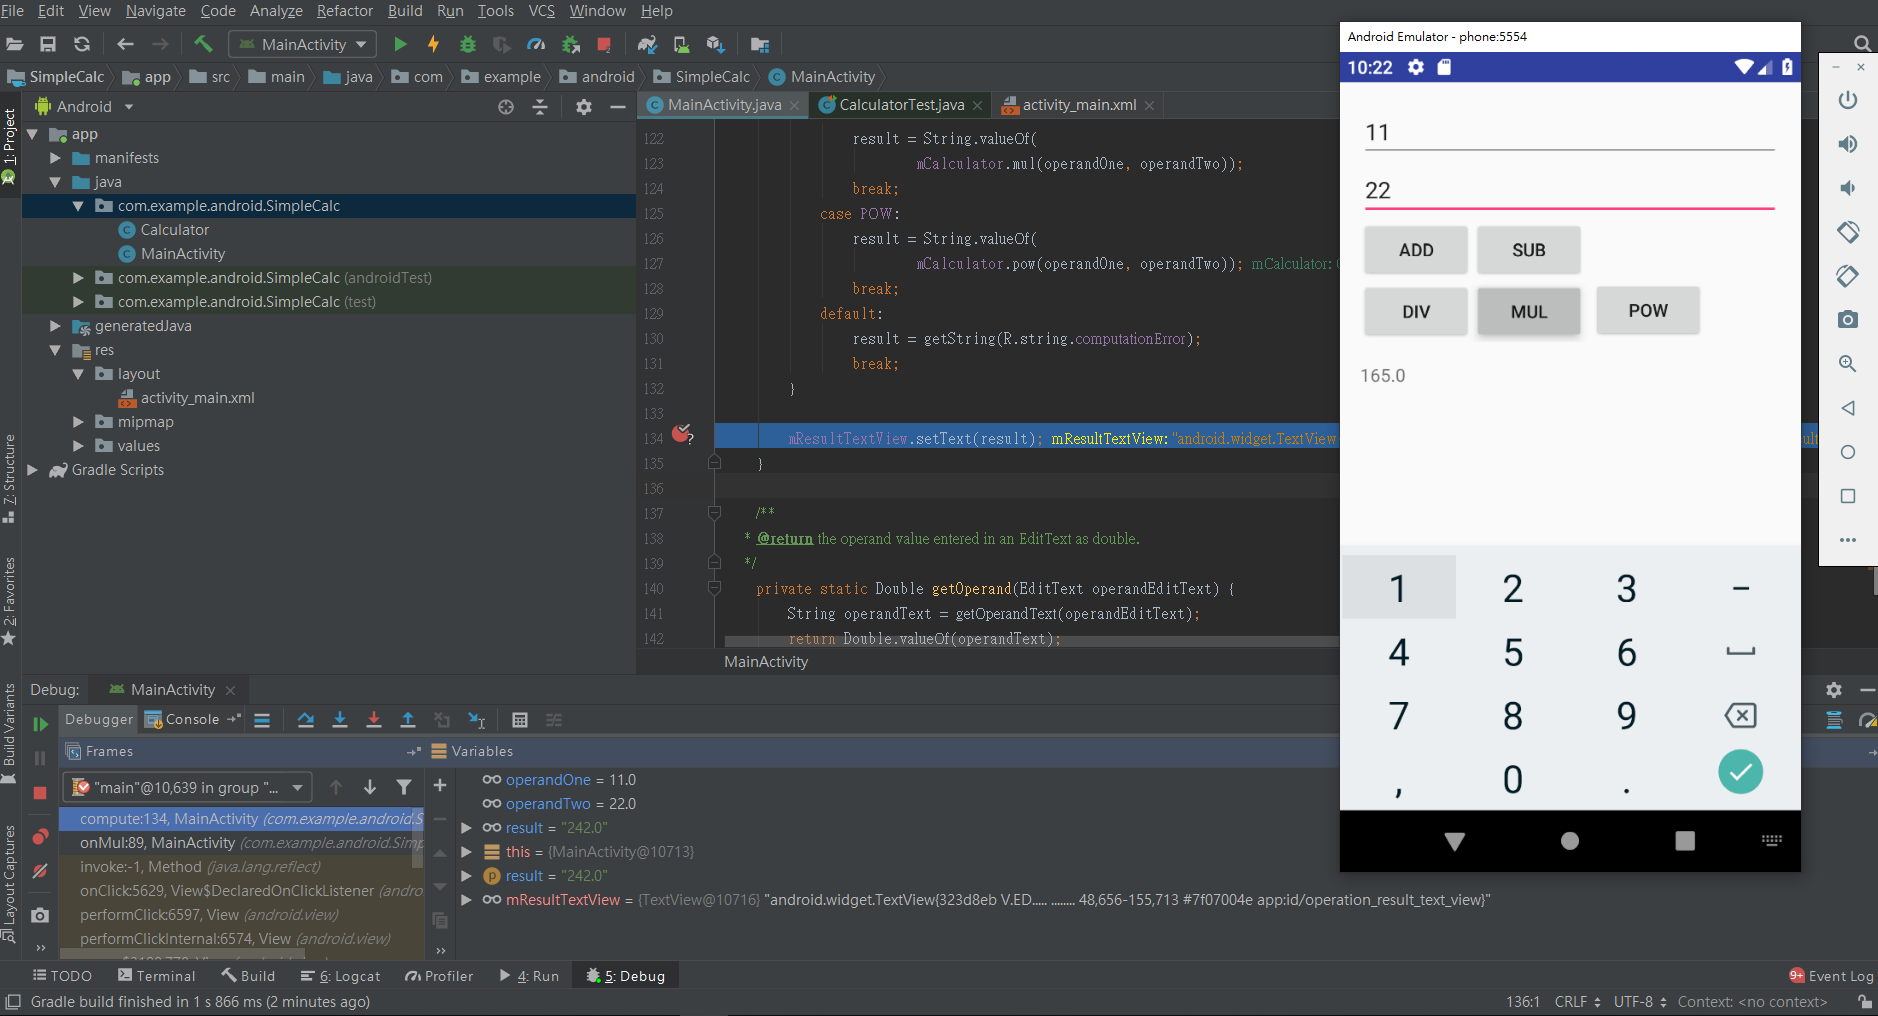 File Edit View Navigate Code Analyze Refactor Build Run Tools VCS Window Help
MainActivity
SimpleCalc app src main java com example android SimpleCalc MainActivity
Android
1: Project
7: Structure
2: Favorites
Build Variants
Layout Captures
app
manifests
java
com.example.android.SimpleCalc
Calculator
MainActivity
com.example.android.SimpleCalc (androidTest)
com.example.android.SimpleCalc (test)
generatedJava
res
layout
activity_main.xml
mipmap
values
Gradle Scripts
MainActivity.java CalculatorTest.java activity_main.xml
122 result = String.valueOf(
123 mCalculator.mul(operandOne, operandTwo));
124 break;
125 case POW:
126 result = String.valueOf(
127 mCalculator.pow(operandOne, operandTwo)); mCalculator:
128 break;
129 default:
130 result = getString(R.string.computationError);
131 break;
132 }
133
134 mResultTextView.setText(result); mResultTextView: "android.widget.TextView
135 }
136
137 /**
138 * @return the operand value entered in an EditText as double.
139 */
140 private static Double getOperand(EditText operandEditText) {
141 String operandText = getOperandText(operandEditText);
142 return Double.valueOf(operandText);
MainActivity
Android Emulator - phone:5554
10:22
11
22
ADD SUB
DIV MUL POW
165.0
1 2 3 -
4 5 6
7 8 9
, 0 .
Debug: MainActivity
Debugger Console
Frames
"main"@10,639 in group "...
compute:134, MainActivity (com.example.android.S
onMul:89, MainActivity (com.example.android.Simp
invoke:-1, Method (java.lang.reflect)
onClick:5629, View$DeclaredOnClickListener (andro
performClick:6597, View (android.view)
performClickInternal:6574, View (android.view)
Variables
operandOne = 11.0
operandTwo = 22.0
result = "242.0"
this = {MainActivity@10713}
result = "242.0"
mResultTextView = {TextView@10716} "android.widget.TextView{323d8eb V.ED..... ........ 48,656-155,713 #7f07004e app:id/operation_result_text_view}"
TODO Terminal Build 6: Logcat Profiler 4: Run 5: Debug 9+ Event Log
Gradle build finished in 1 s 866 ms (2 minutes ago) 136:1 CRLF UTF-8 Context: <no context>